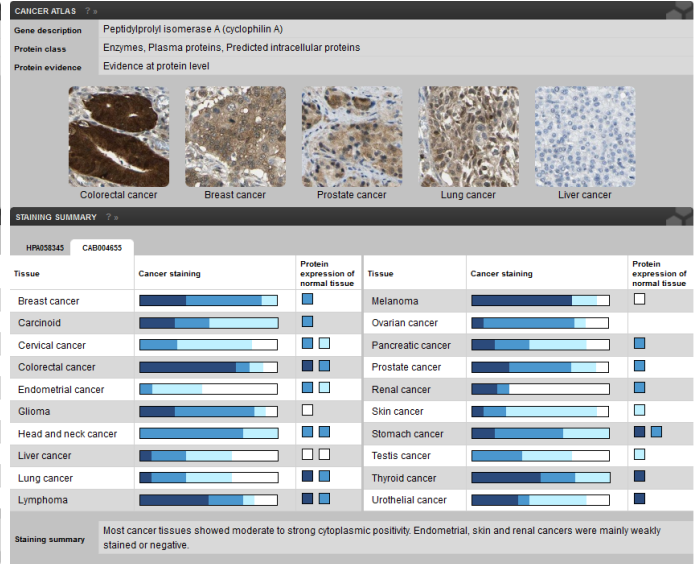 CANCER ATLAS ? »
Gene description Peptidylprolyl isomerase A (cyclophilin A)
Protein class Enzymes, Plasma proteins, Predicted intracellular proteins
Protein evidence Evidence at protein level
Colorectal cancer Breast cancer Prostate cancer Lung cancer Liver cancer
STAINING SUMMARY ? »
HPA058345 CAB004655
Tissue Cancer staining Protein expression of normal tissue Tissue Cancer staining Protein expression of normal tissue
Breast cancer Melanoma
Carcinoid Ovarian cancer
Cervical cancer Pancreatic cancer
Colorectal cancer Prostate cancer
Endometrial cancer Renal cancer
Glioma Skin cancer
Head and neck cancer Stomach cancer
Liver cancer Testis cancer
Lung cancer Thyroid cancer
Lymphoma Urothelial cancer
Staining summary Most cancer tissues showed moderate to strong cytoplasmic positivity. Endometrial, skin and renal cancers were mainly weakly
stained or negative.